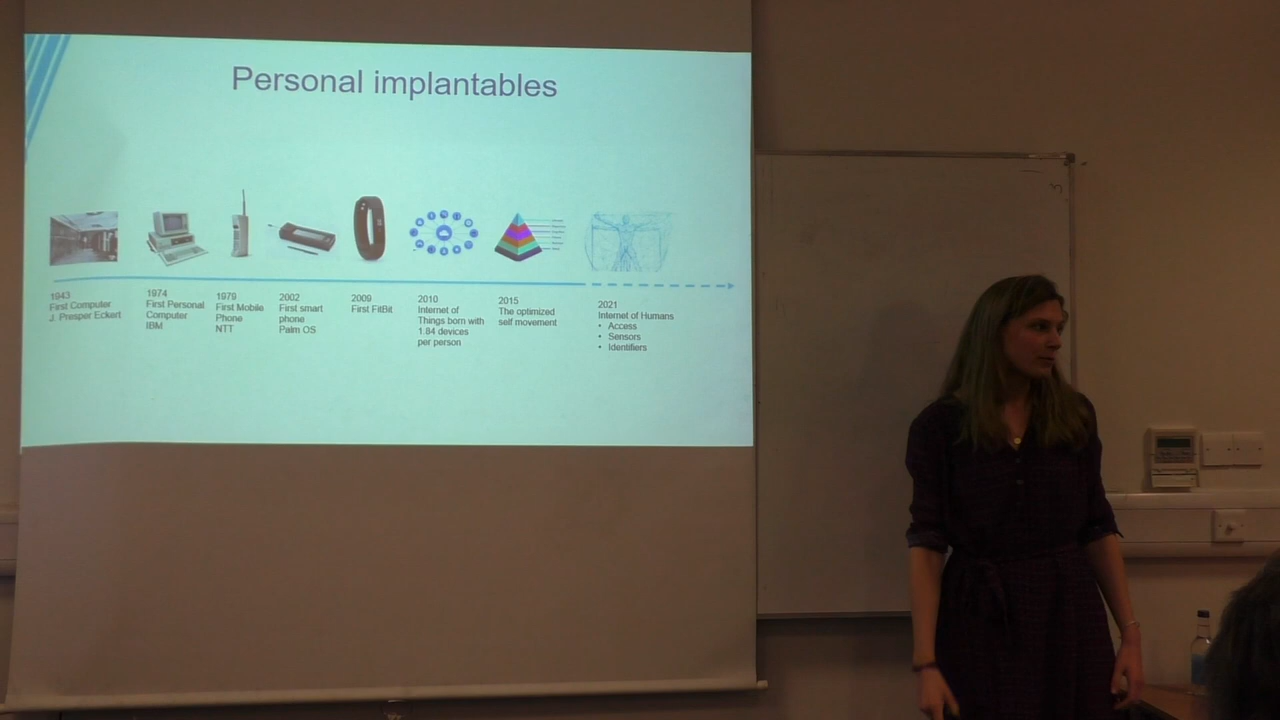 Personal implantables
1943
First Computer
J. Presper Eckert
1974
First Personal
Computer
IBM
1979
First Mobile
Phone
NTT
2002
First smart
phone
Palm OS
2009
First FitBit
2010
Internet of
Things born with
1.84 devices
per person
2015
The optimized
self movement
2021
Internet of Humans
• Access
• Sensors
• Identifiers